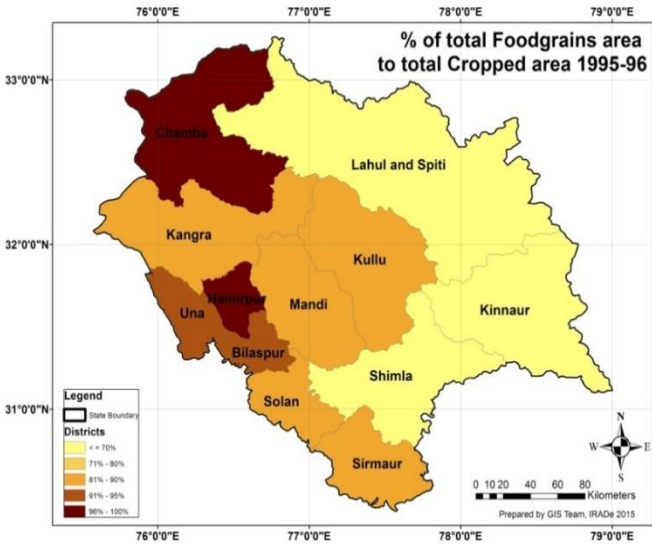 76°0'0"E 77°0'0"E 78°0'0"E 79°0'0"E
% of total Foodgrains area
to total Cropped area 1995-96
33°0'0"N
Chamba
Lahul and Spiti
32°0'0"N
Kangra
Kullu
Hamirpur
Una
Mandi
Kinnaur
Bilaspur
Shimla
Solan
31°0'0"N
Sirmaur
Legend
State Boundary
Districts
< = 70%
71% - 80%
81% - 90%
91% - 95%
96% - 100%
N
W E
S
0 10 20 40 60 80
Kilometers
Prepared by GIS Team, IRADe 2015
76°0'0"E 77°0'0"E 78°0'0"E 79°0'0"E